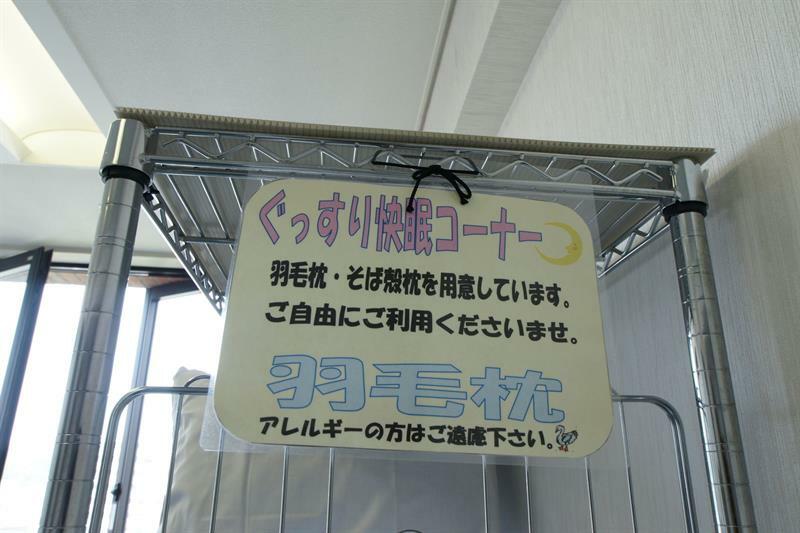 ぐっすり快眠コーナー
羽毛枕・そば殻枕を用意しています。
ご自由にご利用くださいませ。
羽毛枕
アレルギーの方はご遠慮下さい。